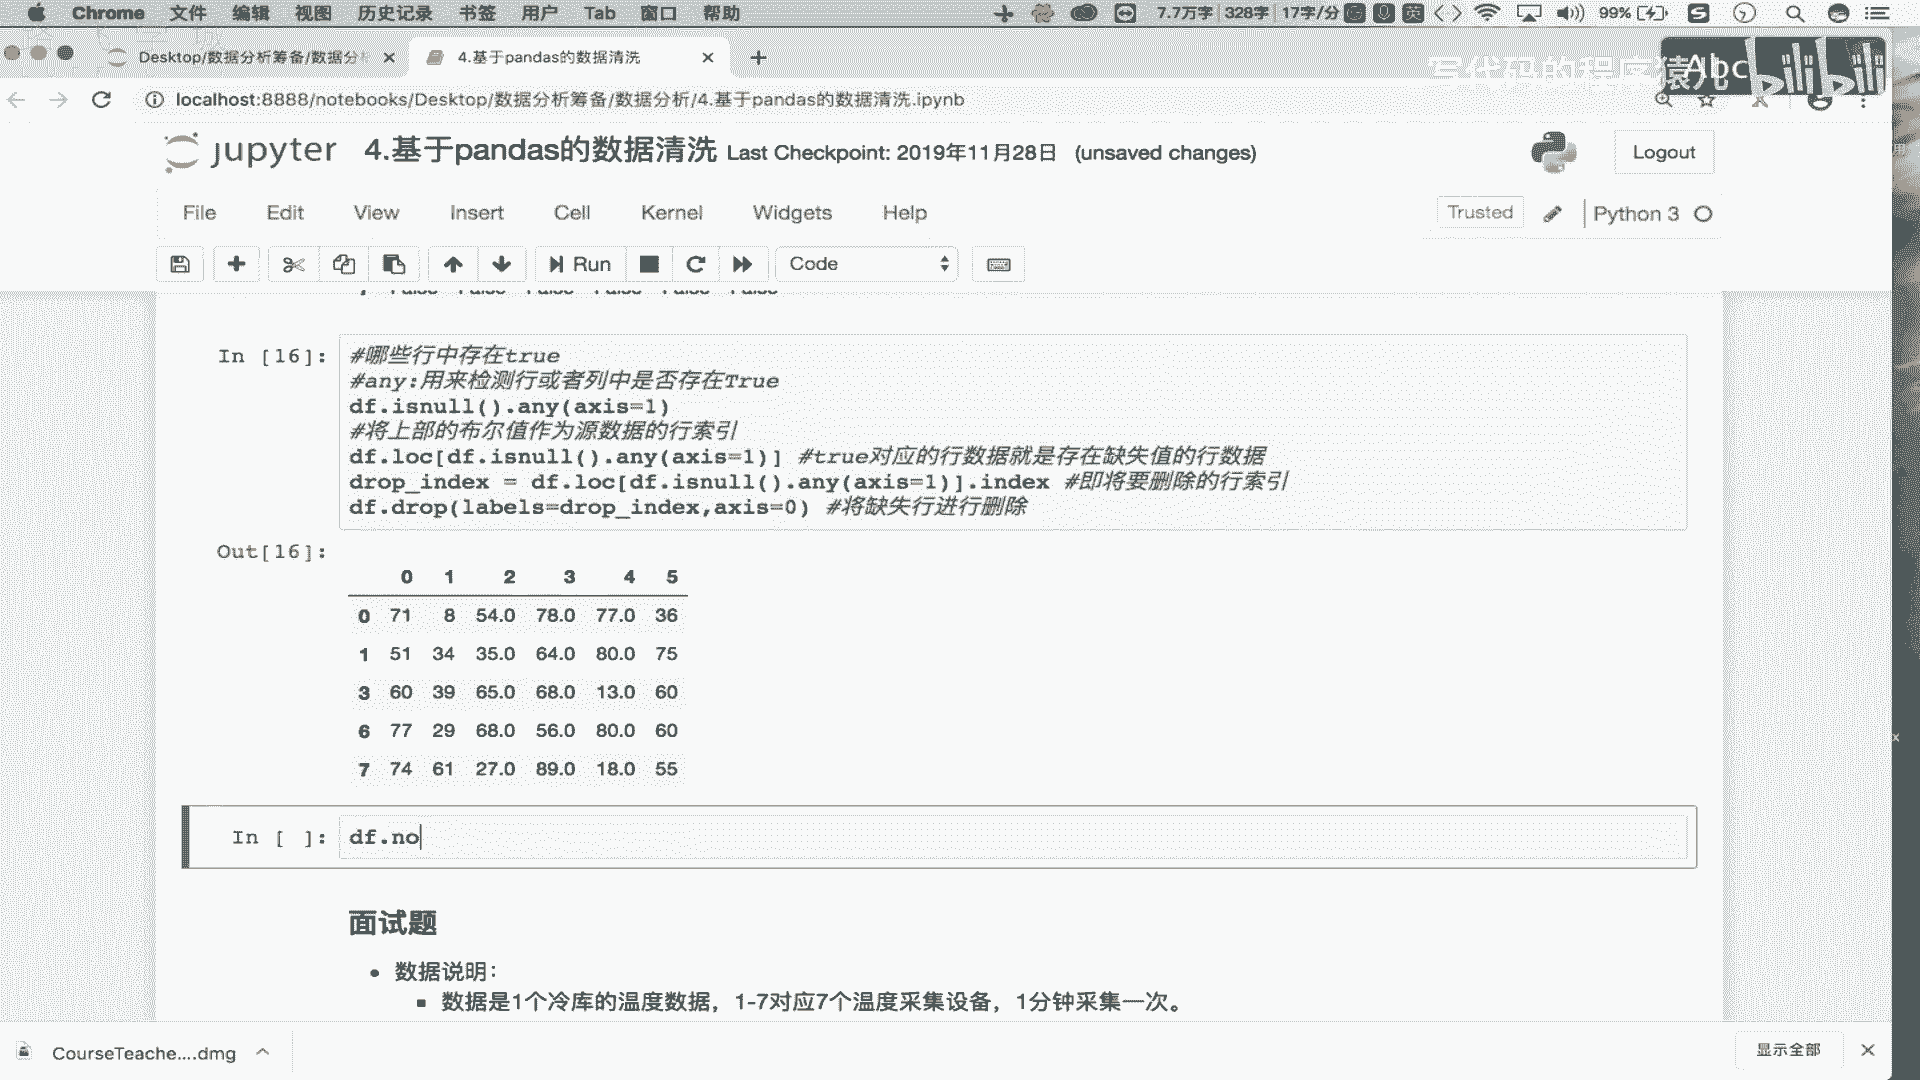 Chrome 文件 编辑 视图 历史记录 书签 用户 Tab 窗口 帮助 7.7万字 328字 17字/分 英 99%
Desktop/数据分析筹备/数据分
4.基于pandas的数据清洗
写代码的程序猿儿
Abc
bilibili
localhost:8888/notebooks/Desktop/数据分析筹备/数据分析/4.基于pandas的数据清洗.ipynb
jupyter 4.基于pandas的数据清洗 Last Checkpoint: 2019年11月28日 (unsaved changes)
Logout
File Edit View Insert Cell Kernel Widgets Help
Trusted
Python 3
Run
Code
False False False False False False
In [16]:
#哪些行中存在true
#any:用来检测行或者列中是否存在True
df.isnull().any(axis=1)
#将上部的布尔值作为源数据的行索引
df.loc[df.isnull().any(axis=1)] #true对应的行数据就是存在缺失值的行数据
drop_index = df.loc[df.isnull().any(axis=1)].index #即将要删除的行索引
df.drop(labels=drop_index,axis=0) #将缺失行进行删除
Out[16]:
0 1 2 3 4 5
0 71 8 54.0 78.0 77.0 36
1 51 34 35.0 64.0 80.0 75
3 60 39 65.0 68.0 13.0 60
6 77 29 68.0 56.0 80.0 60
7 74 61 27.0 89.0 18.0 55
In [ ]: df.no
面试题
数据说明：
数据是1个冷库的温度数据，1-7对应7个温度采集设备，1分钟采集一次。
CourseTeache....dmg
显示全部